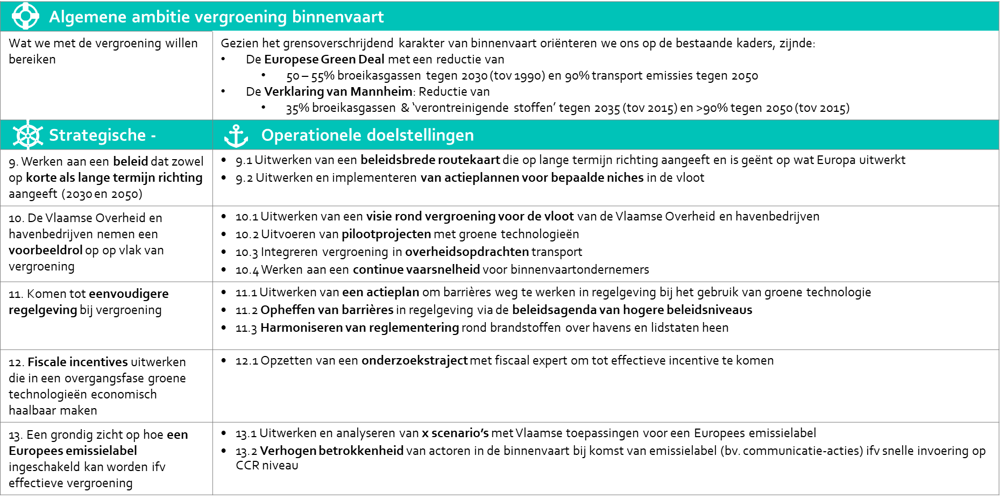 Algemene ambitie vergroening binnenvaart
Wat we met de vergroening willen
bereiken
Gezien het grensoverschrijdend karakter van binnenvaart oriënteren we ons op de bestaande kaders, zijnde:
• De Europese Green Deal met een reductie van
• 50 – 55% broeikasgassen tegen 2030 (tov 1990) en 90% transport emissies tegen 2050
• De Verklaring van Mannheim: Reductie van
• 35% broeikasgassen & ‘verontreinigende stoffen’ tegen 2035 (tov 2015) en >90% tegen 2050 (tov 2015)
Strategische -
Operationele doelstellingen
9. Werken aan een beleid dat zowel
op korte als lange termijn richting
aangeeft (2030 en 2050)
• 9.1 Uitwerken van een beleidsbrede routekaart die op lange termijn richting aangeeft en is geënt op wat Europa uitwerkt
• 9.2 Uitwerken en implementeren van actieplannen voor bepaalde niches in de vloot
10. De Vlaamse Overheid en
havenbedrijven nemen een
voorbeeldrol op op vlak van
vergroening
• 10.1 Uitwerken van een visie rond vergroening voor de vloot van de Vlaamse Overheid en havenbedrijven
• 10.2 Uitvoeren van pilootprojecten met groene technologieën
• 10.3 Integreren vergroening in overheidsopdrachten transport
• 10.4 Werken aan een continue vaarsnelheid voor binnenvaartondernemers
11. Komen tot eenvoudigere
regelgeving bij vergroening
• 11.1 Uitwerken van een actieplan om barrières weg te werken in regelgeving bij het gebruik van groene technologie
• 11.2 Opheffen van barrières in regelgeving via de beleidsagenda van hogere beleidsniveaus
• 11.3 Harmoniseren van reglementering rond brandstoffen over havens en lidstaten heen
12. Fiscale incentives uitwerken
die in een overgangsfase groene
technologieën economisch
haalbaar maken
• 12.1 Opzetten van een onderzoekstraject met fiscaal expert om tot effectieve incentive te komen
13. Een grondig zicht op hoe een
Europees emissielabel
ingeschakeld kan worden ifv
effectieve vergroening
• 13.1 Uitwerken en analyseren van x scenario’s met Vlaamse toepassingen voor een Europees emissielabel
• 13.2 Verhogen betrokkenheid van actoren in de binnenvaart bij komst van emissielabel (bv. communicatie-acties) ifv snelle invoering op
CCR niveau